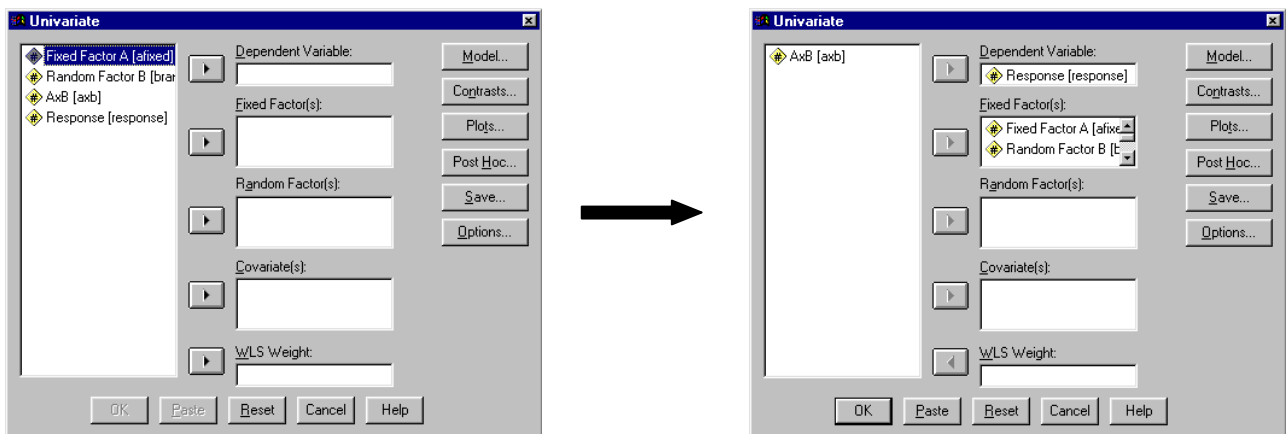 Univariate
Fixed Factor A [afixed]
Random Factor B [bran
AxB [axb]
Response [response]
Dependent Variable:
Fixed Factor(s):
Random Factor(s):
Covariate(s):
WLS Weight:
Model...
Contrasts...
Plots...
Post Hoc...
Save...
Options...
OK
Paste
Reset
Cancel
Help
Univariate
AxB [axb]
Dependent Variable:
Response [response]
Fixed Factor(s):
Fixed Factor A [afixe
Random Factor B [b
Random Factor(s):
Covariate(s):
WLS Weight:
Model...
Contrasts...
Plots...
Post Hoc...
Save...
Options...
OK
Paste
Reset
Cancel
Help